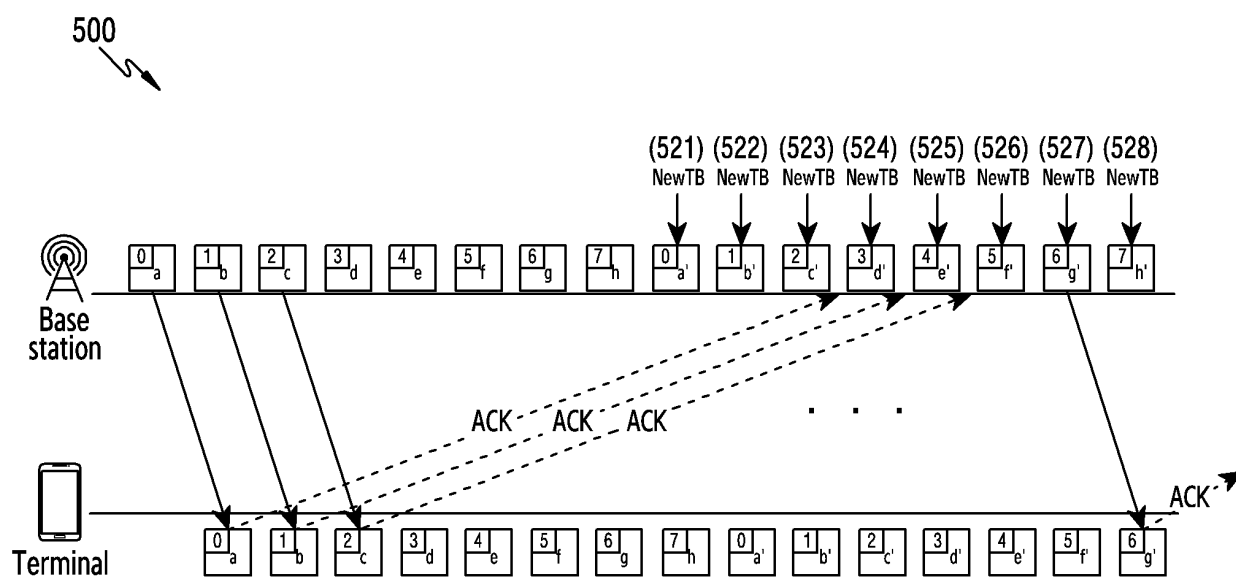 500
(521) (522) (523) (524) (525) (526) (527) (528)
NewTB NewTB NewTB NewTB NewTB NewTB NewTB NewTB
0 a 1 b 2 c 3 d 4 e 5 f 6 g 7 h 0 a' 1 b' 2 c' 3 d' 4 e' 5 f' 6 g' 7 h'
Base
station
ACK ACK ACK . . .
ACK
0 a 1 b 2 c 3 d 4 e 5 f 6 g 7 h 0 a' 1 b' 2 c' 3 d' 4 e' 5 f' 6 g'
Terminal